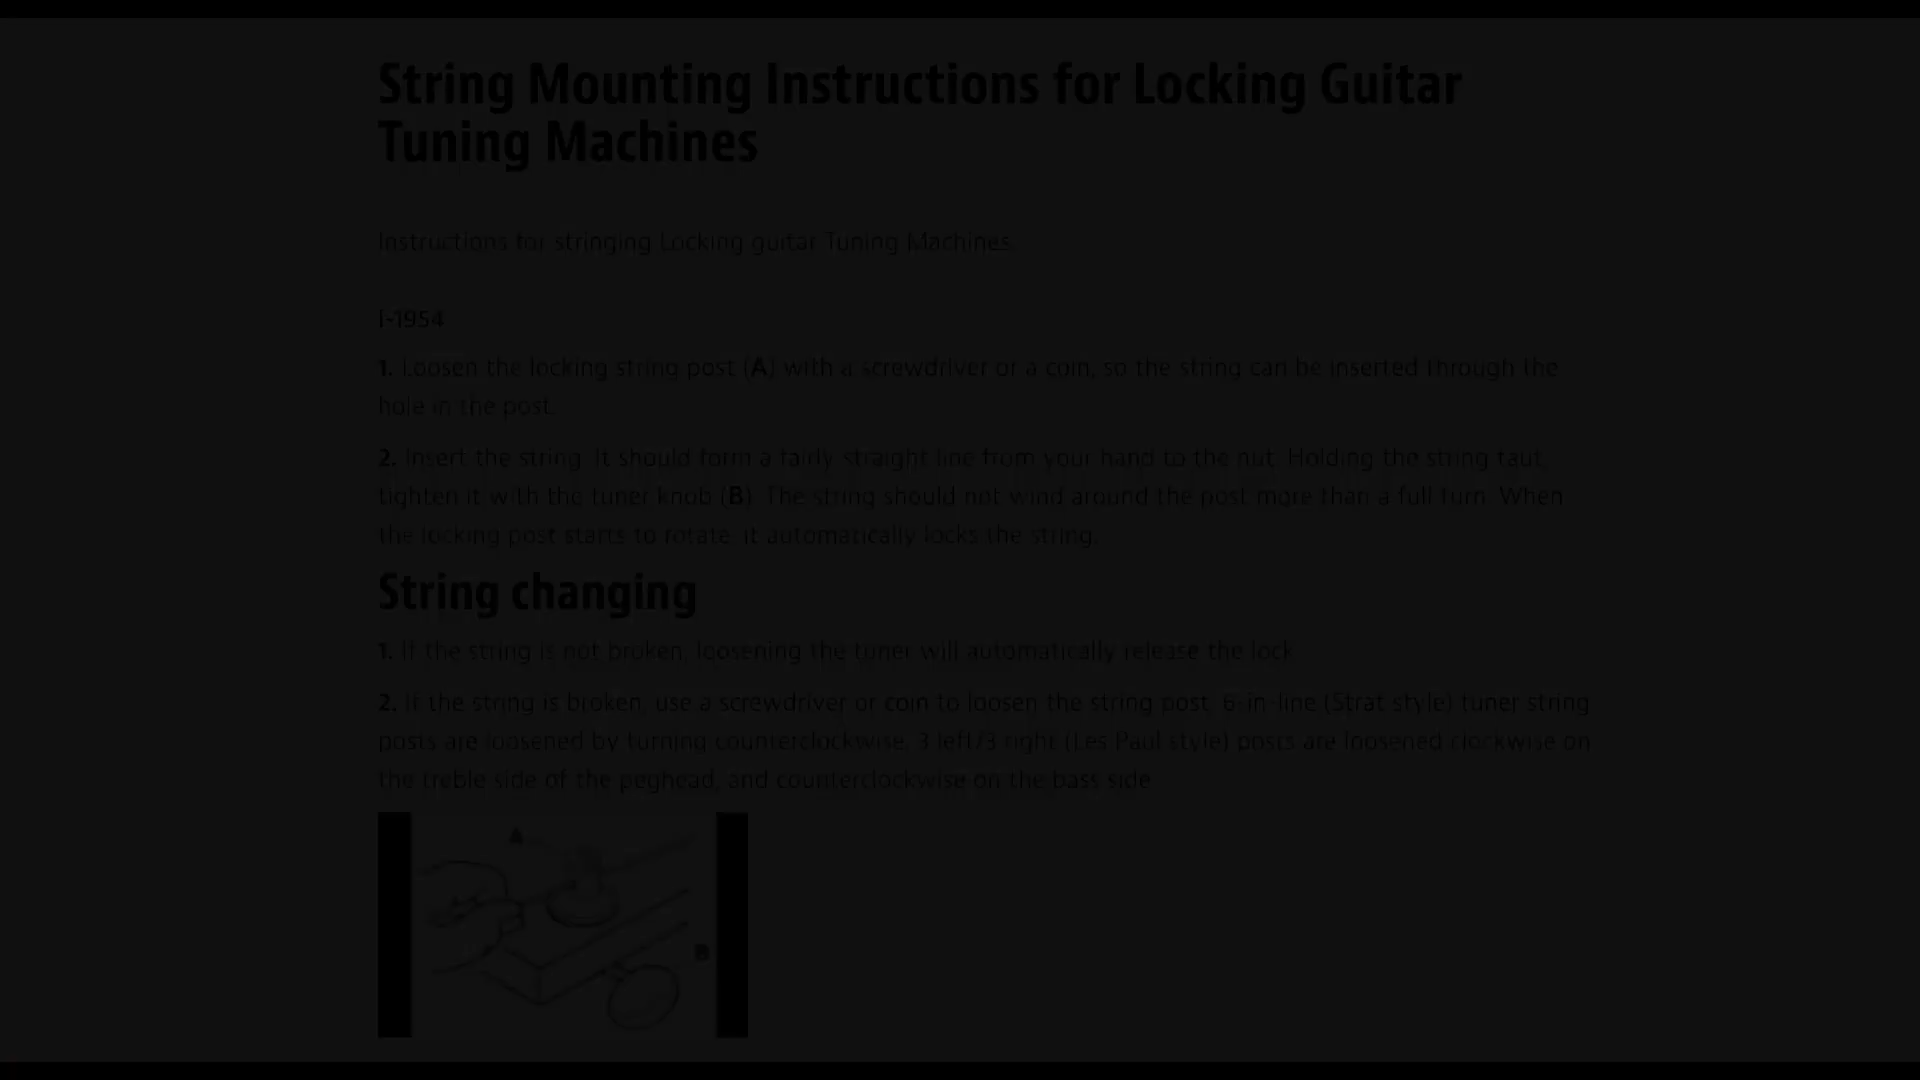 String Mounting Instructions for Locking Guitar
Tuning Machines
Instructions for stringing Locking guitar Tuning Machines.
I-1954
1. Loosen the locking string post (A) with a screwdriver or a coin, so the string can be inserted through the
hole in the post.
2. Insert the string. It should form a fairly straight line from your hand to the nut. Holding the string taut,
tighten it with the tuner knob (B). The string should not wind around the post more than a full turn. When
the locking post starts to rotate, it automatically locks the string.
String changing
1. If the string is not broken, loosening the tuner will automatically release the lock.
2. If the string is broken, use a screwdriver or coin to loosen the string post. 6-in-line (Strat style) tuner string
posts are loosened by turning counterclockwise. 3 left/3 right (Les Paul style) posts are loosened clockwise on
the treble side of the peghead, and counterclockwise on the bass side.
A
B